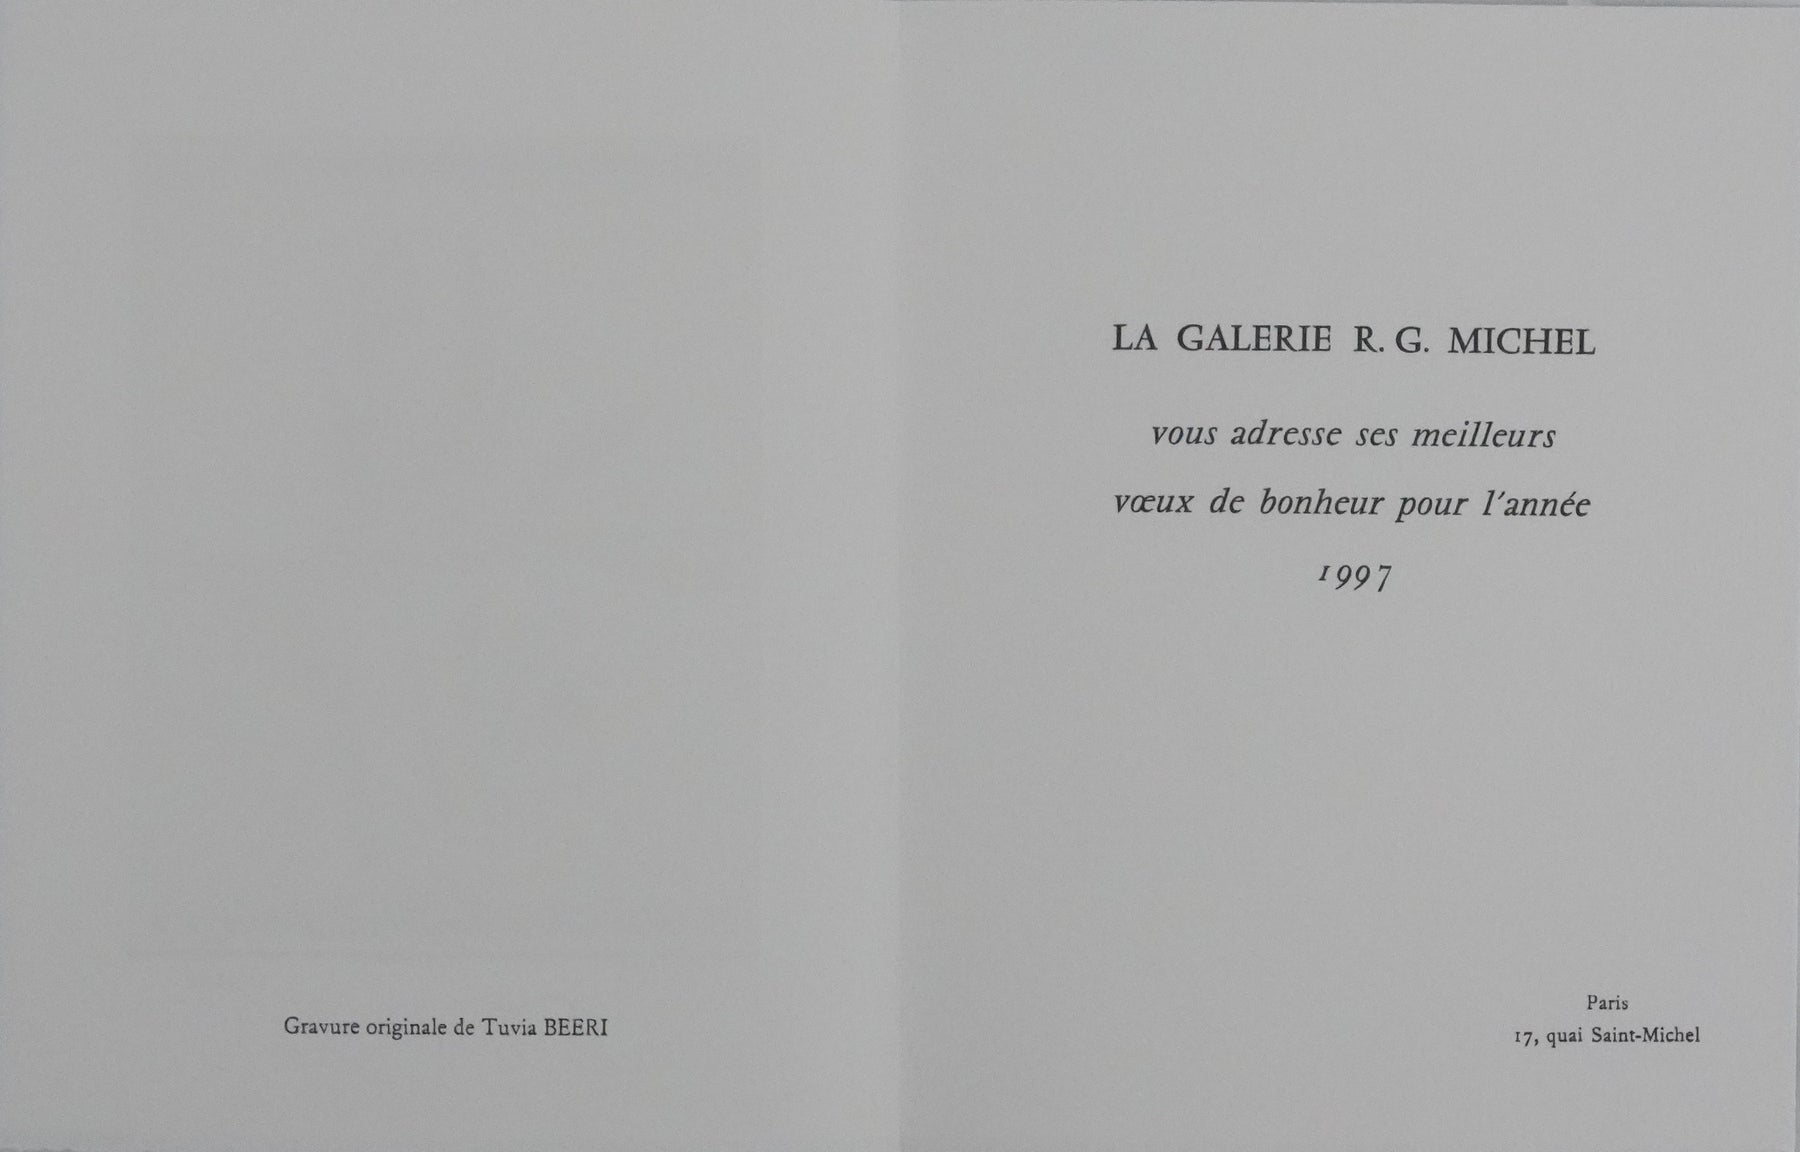 Gravure originale de Tuvia BEERI
LA GALERIE R. G. MICHEL
vous adresse ses meilleurs
vœux de bonheur pour l'année
1997
Paris
17, quai Saint-Michel